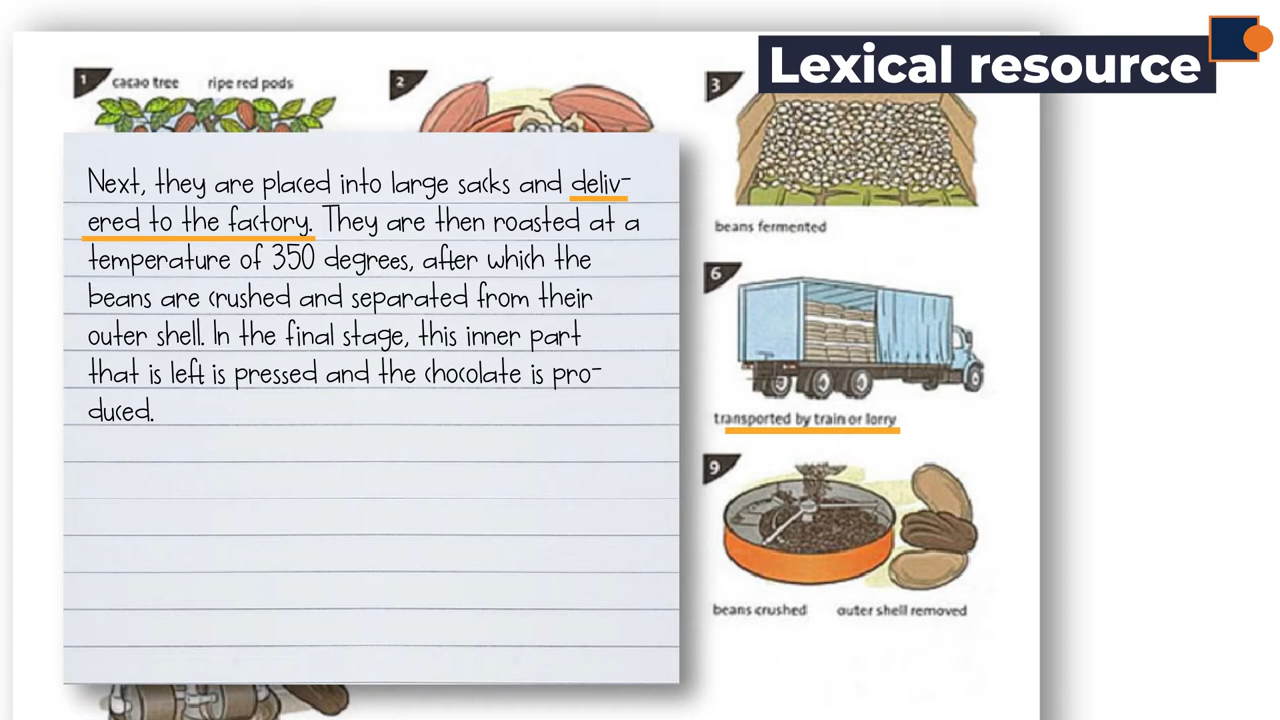 Lexical resource
1
cacao tree ripe red pods
2
3
Next, they are placed into large sacks and deliv-
ered to the factory. They are then roasted at a
temperature of 350 degrees, after which the
beans are crushed and separated from their
outer shell. In the final stage, this inner part
that is left is pressed and the chocolate is pro-
duced.
beans fermented
6
transported by train or lorry
9
beans crushed outer shell removed